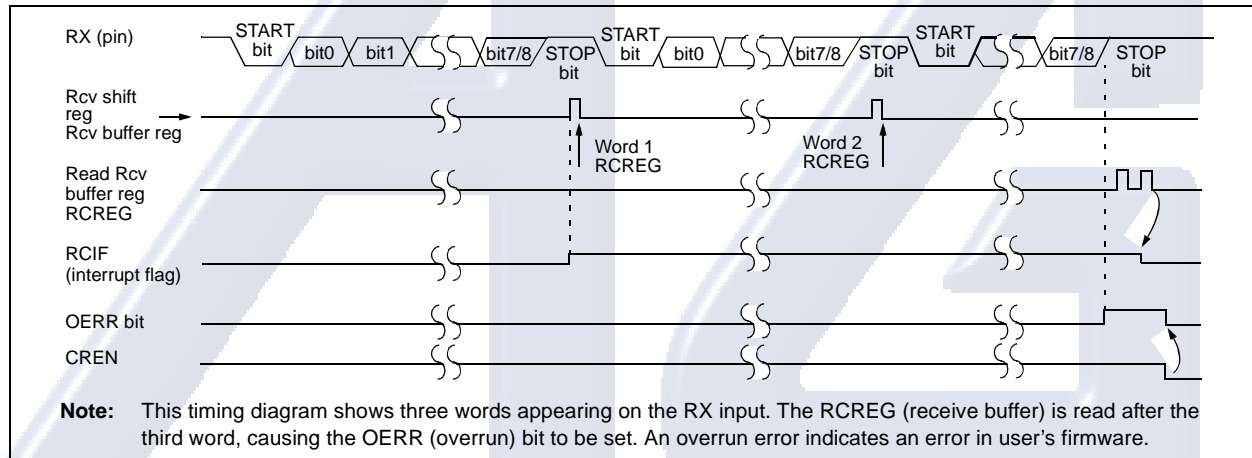 RX (pin)
START
bit
bit0
bit1
bit7/8
STOP
bit
START
bit
bit0
bit7/8
STOP
bit
START
bit
bit7/8
STOP
bit
Rcv shift
reg
Rcv buffer reg
Word 1
RCREG
Word 2
RCREG
Read Rcv
buffer reg
RCREG
RCIF
(interrupt flag)
OERR bit
CREN
Note: This timing diagram shows three words appearing on the RX input. The RCREG (receive buffer) is read after the
third word, causing the OERR (overrun) bit to be set. An overrun error indicates an error in user's firmware.